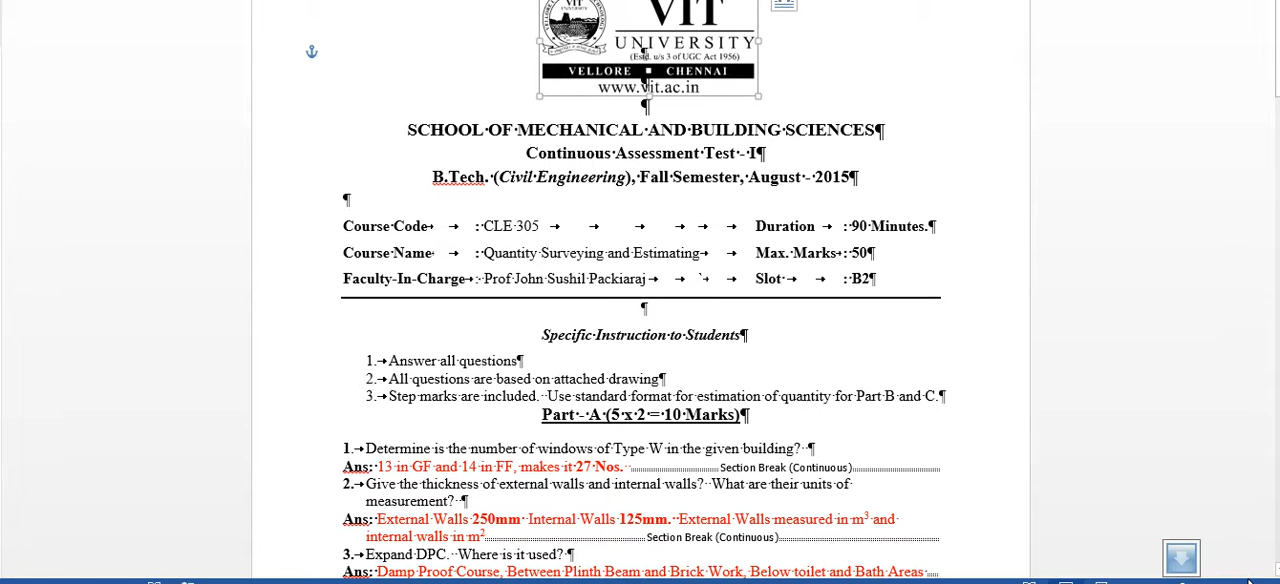 VIT
VIT
UNIVERSITY
(Estd. u/s 3 of UGC Act 1956)
VELLORE CHENNAI
www.vit.ac.in
SCHOOL OF MECHANICAL AND BUILDING SCIENCES
Continuous Assessment Test - I
B.Tech. (Civil Engineering), Fall Semester, August - 2015
Course Code : CLE 305 Duration : 90 Minutes.
Course Name : Quantity Surveying and Estimating Max. Marks : 50
Faculty-In-Charge : Prof John Sushil Packiaraj ` Slot : B2
Specific Instruction to Students
1. Answer all questions
2. All questions are based on attached drawing
3. Step marks are included. Use standard format for estimation of quantity for Part B and C.
Part - A (5 x 2 = 10 Marks)
1. Determine is the number of windows of Type W in the given building?
Ans: 13 in GF and 14 in FF, makes it 27 Nos. Section Break (Continuous)
2. Give the thickness of external walls and internal walls? What are their units of
measurement?
Ans: External Walls 250mm Internal Walls 125mm. External Walls measured in m³ and
internal walls in m² Section Break (Continuous)
3. Expand DPC. Where is it used?
Ans: Damp Proof Course, Between Plinth Beam and Brick Work, Below toilet and Bath Areas